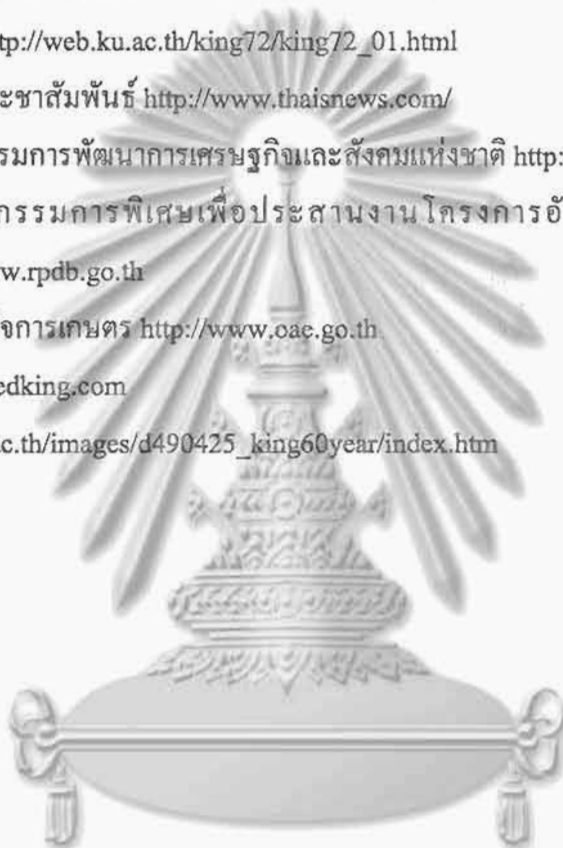 tp://web.ku.ac.th/king72/king72_01.html
ะชาสัมพันธ์ http://www.thaisnews.com/
รมการพัฒนาการเศรษฐกิจและสังคมแห่งชาติ http:
กรรมการพิเศษเพื่อประสานงานโครงการอั
w.rpdb.go.th
จการเกษตร http://www.oae.go.th
edking.com
c.th/images/d490425_king60year/index.htm